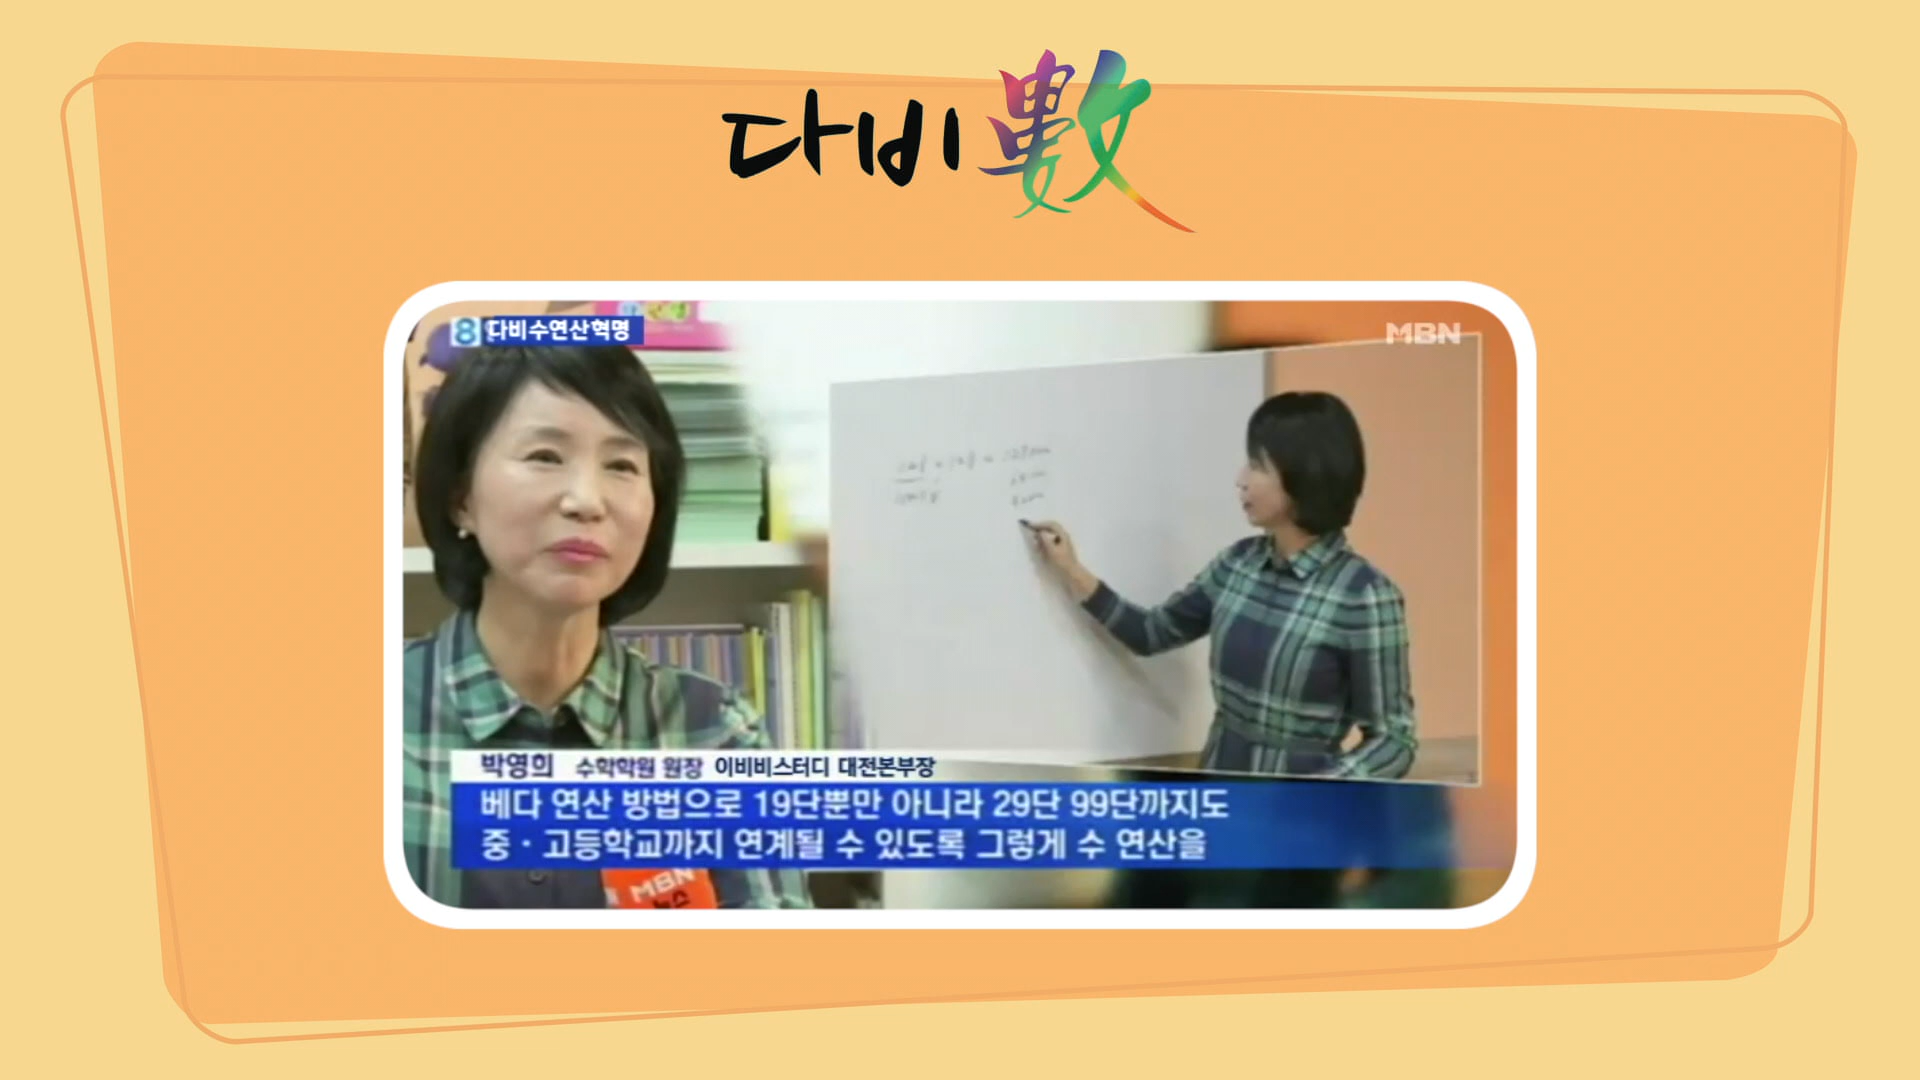 다비數
8 다비수연산혁명
MBN
박영희 수학학원 원장 이비비스터디 대전본부장
베다 연산 방법으로 19단뿐만 아니라 29단 99단까지도
중·고등학교까지 연계될 수 있도록 그렇게 수 연산을
MBN
뉴스